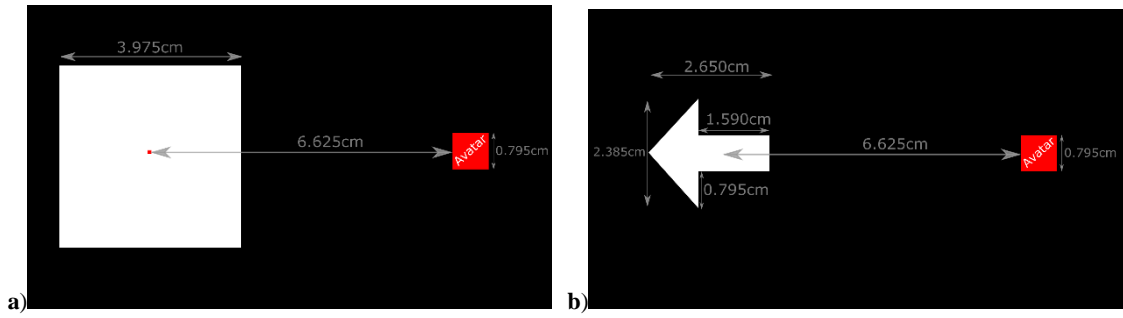 3.975cm
6.625cm
Avatar
0.795cm
a)
2.650cm
1.590cm
2.385cm
6.625cm
Avatar
0.795cm
0.795cm
b)